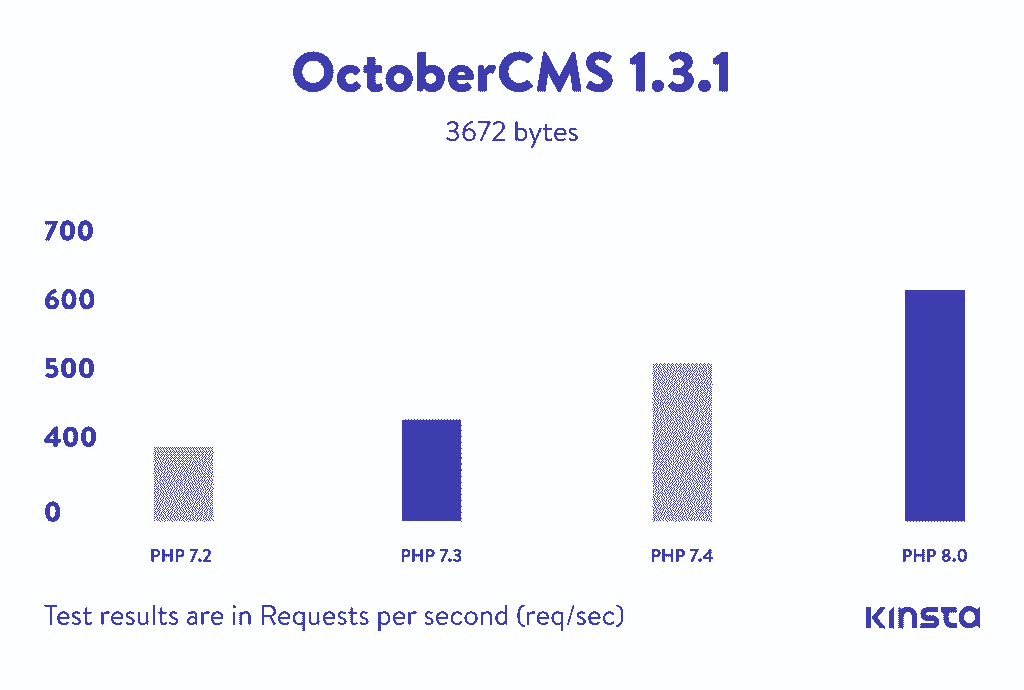 OctoberCMS 1.3.1
3672 bytes
700
600
500
400
0
PHP 7.2 PHP 7.3 PHP 7.4 PHP 8.0
Test results are in Requests per second (req/sec)
KINSTA